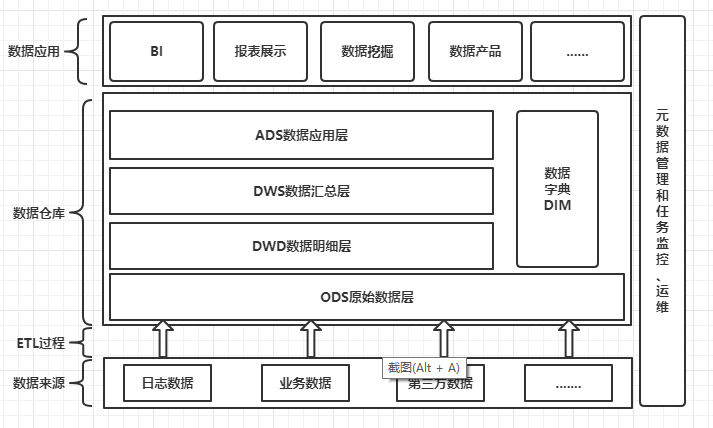 数据应用
BI
报表展示
数据挖掘
数据产品
......
ADS数据应用层
DWS数据汇总层
DWD数据明细层
数据
字典
DIM
ODS原始数据层
数据仓库
ETL过程
数据来源
日志数据
业务数据
截图(Alt + A)
第三方数据
.......
元数据管理和任务监控、运维